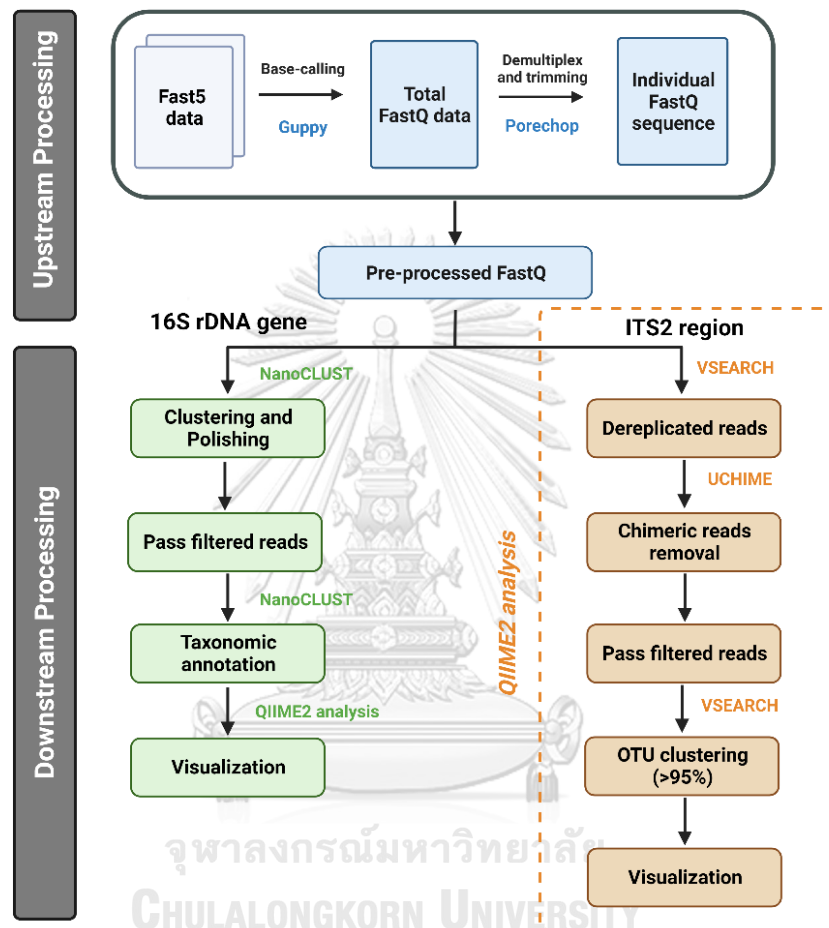 Upstream Processing
Fast5
data
Base-calling
Guppy
Total
FastQ data
Demultiplex
and trimming
Porechop
Individual
FastQ
sequence
Pre-processed FastQ
Downstream Processing
16S rDNA gene
NanoCLUST
Clustering and
Polishing
Pass filtered reads
NanoCLUST
Taxonomic
annotation
QIIME2 analysis
Visualization
QIIME2 analysis
ITS2 region
VSEARCH
Dereplicated reads
UCHIME
Chimeric reads
removal
Pass filtered reads
VSEARCH
OTU clustering
(>95%)
Visualization
จุฬาลงกรณ์มหาวิทยาลัย
CHULALONGKORN UNIVERSITY